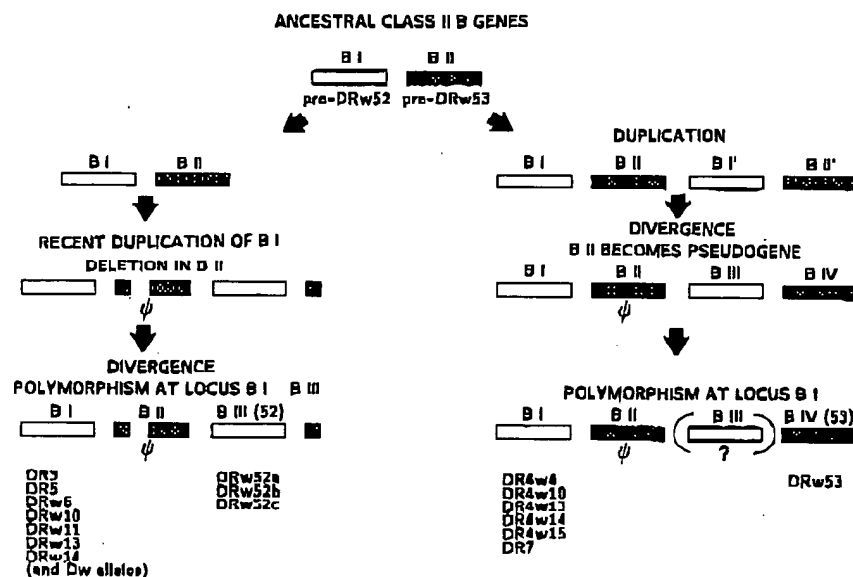 ANCESTRAL CLASS II B GENES
B I B II
pre-DRw52 pre-DRw53
B I B II
RECENT DUPLICATION OF B I
DELETION IN B II
ψ
DIVERGENCE
POLYMORPHISM AT LOCUS B I B III
B I B II B III (52)
ψ
DR3
DR5
DRw6
DRw10
DRw11
DRw13
DRw14
(and Dw alleles)
DRw52a
DRw52b
DRw52c
DUPLICATION
B I B II B I' B II'
DIVERGENCE
B II BECOMES PSEUDOGENE
B I B II B III B IV
ψ
POLYMORPHISM AT LOCUS B I
B I B II ( B III ) B IV (53)
ψ ?
DR4w4
DR4w10
DR4w13
DR4w14
DR4w15
DR7
DRw53